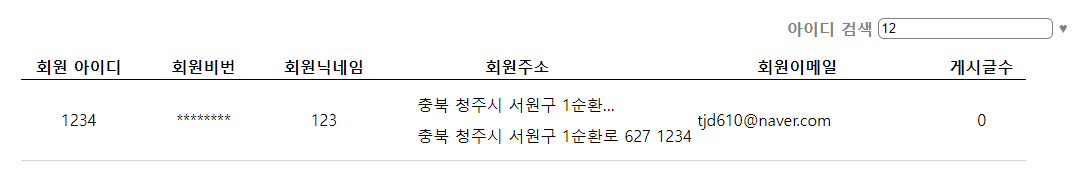 아이디 검색 12 ♥
회원 아이디 회원비번 회원닉네임 회원주소 회원이메일 게시글수
충북 청주시 서원구 1순환...
1234 ******** 123 tjd610@naver.com 0
충북 청주시 서원구 1순환로 627 1234